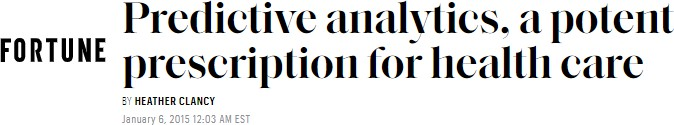 Predictive analytics, a potent
FORTUNE
prescription for health care
BY HEATHER CLANCY
January 6, 2015 12:03 AM EST